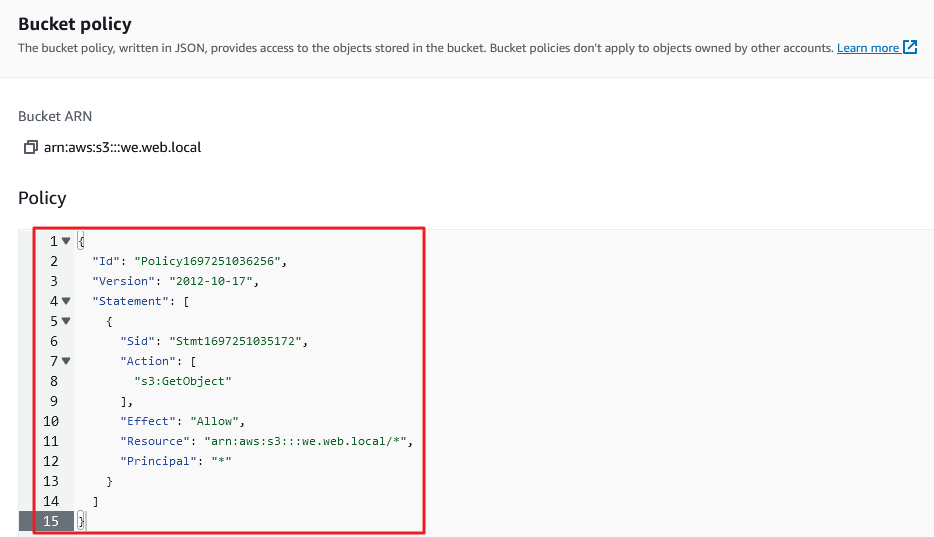 Bucket policy
The bucket policy, written in JSON, provides access to the objects stored in the bucket. Bucket policies don't apply to objects owned by other accounts. Learn more
Bucket ARN
arn:aws:s3:::we.web.local
Policy
1 {
2 "Id": "Policy1697251036256",
3 "Version": "2012-10-17",
4 "Statement": [
5 {
6 "Sid": "Stmt1697251035172",
7 "Action": [
8 "s3:GetObject"
9 ],
10 "Effect": "Allow",
11 "Resource": "arn:aws:s3:::we.web.local/*",
12 "Principal": "*"
13 }
14 ]
15 }